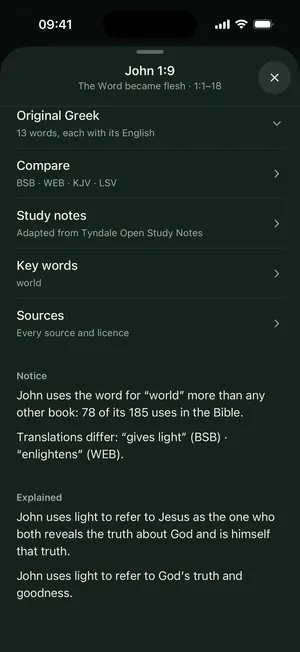 09:41
John 1:9
The Word became flesh · 1:1–18
Original Greek
13 words, each with its English
Compare
BSB · WEB · KJV · LSV
Study notes
Adapted from Tyndale Open Study Notes
Key words
world
Sources
Every source and licence
Notice
John uses the word for “world” more than any
other book: 78 of its 185 uses in the Bible.
Translations differ: “gives light” (BSB) ·
“enlightens” (WEB).
Explained
John uses light to refer to Jesus as the one who
both reveals the truth about God and is himself
that truth.
John uses light to refer to God’s truth and
goodness.